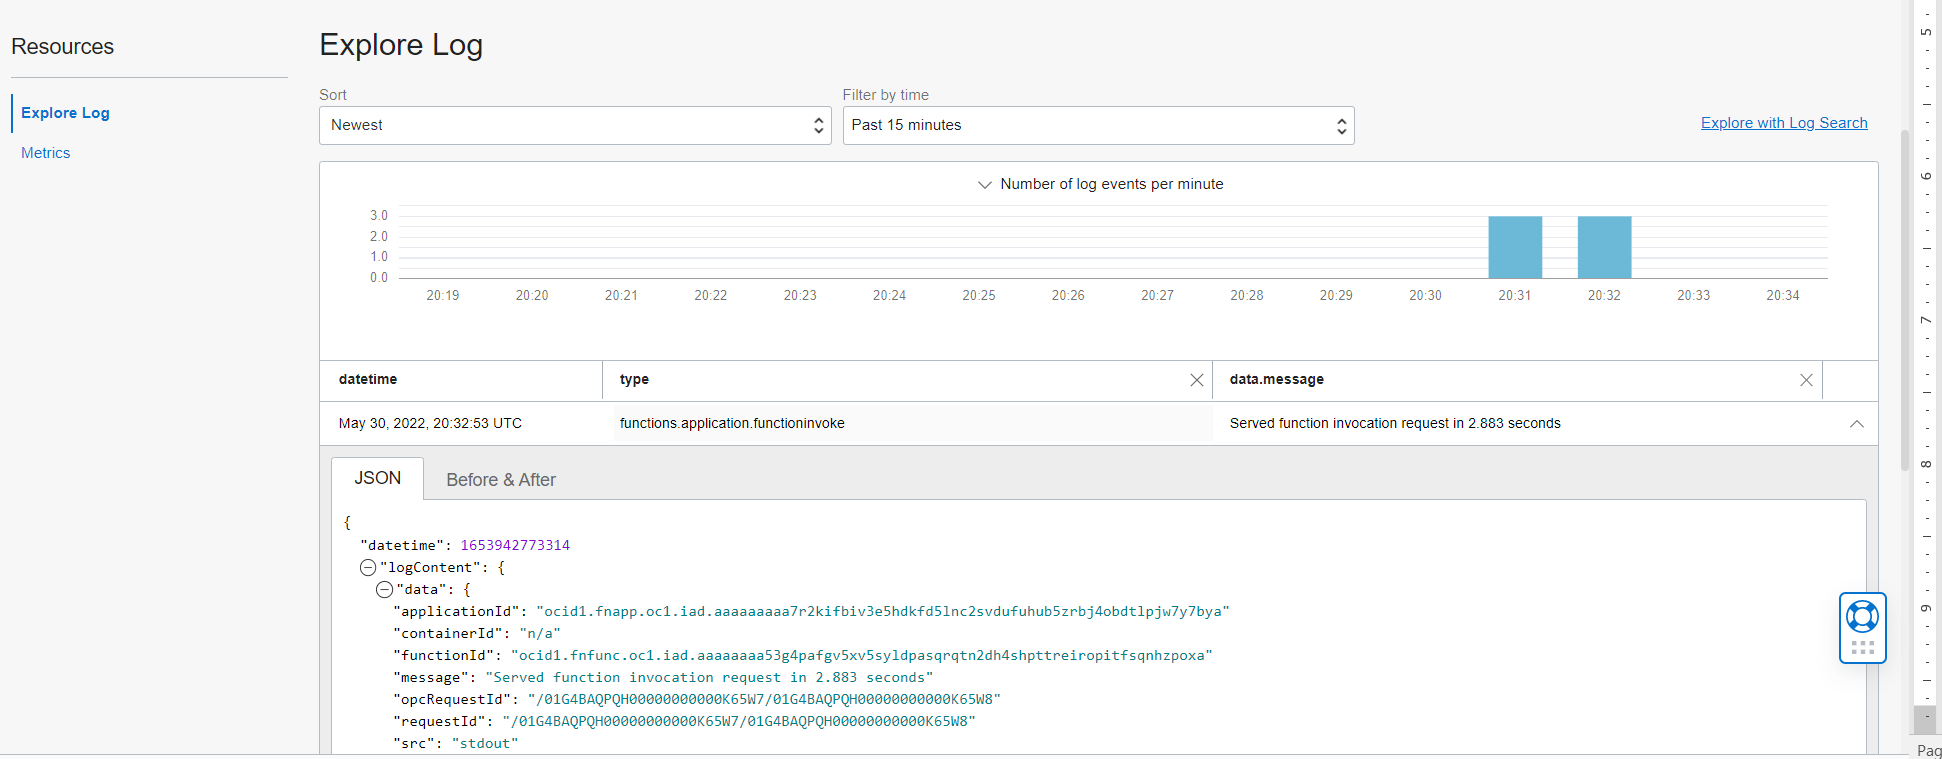 Resources
Explore Log
Metrics
Explore Log
Sort
Filter by time
Newest
Past 15 minutes
Explore with Log Search
Number of log events per minute
3.0
2.0
1.0
0.0
20:19 20:20 20:21 20:22 20:23 20:24 20:25 20:26 20:27 20:28 20:29 20:30 20:31 20:32 20:33 20:34
datetime type data.message
May 30, 2022, 20:32:53 UTC functions.application.functioninvoke Served function invocation request in 2.883 seconds
JSON Before & After
{
"datetime": 1653942773314
"logContent": {
"data": {
"applicationId": "ocid1.fnapp.oc1.iad.aaaaaaaaa7r2kifbiv3e5hdkfd5lnc2svdufuhub5zrbj4obdtlpjw7y7bya"
"containerId": "n/a"
"functionId": "ocid1.fnfunc.oc1.iad.aaaaaaaa53g4pafgv5xv5syldpasqrqtn2dh4shpttreiropitfsqnhzpoxa"
"message": "Served function invocation request in 2.883 seconds"
"opcRequestId": "/01G4BAQPQH00000000000K65W7/01G4BAQPQH00000000000K65W8"
"requestId": "/01G4BAQPQH00000000000K65W7/01G4BAQPQH00000000000K65W8"
"src": "stdout"
5
6
7
8
9
Pag